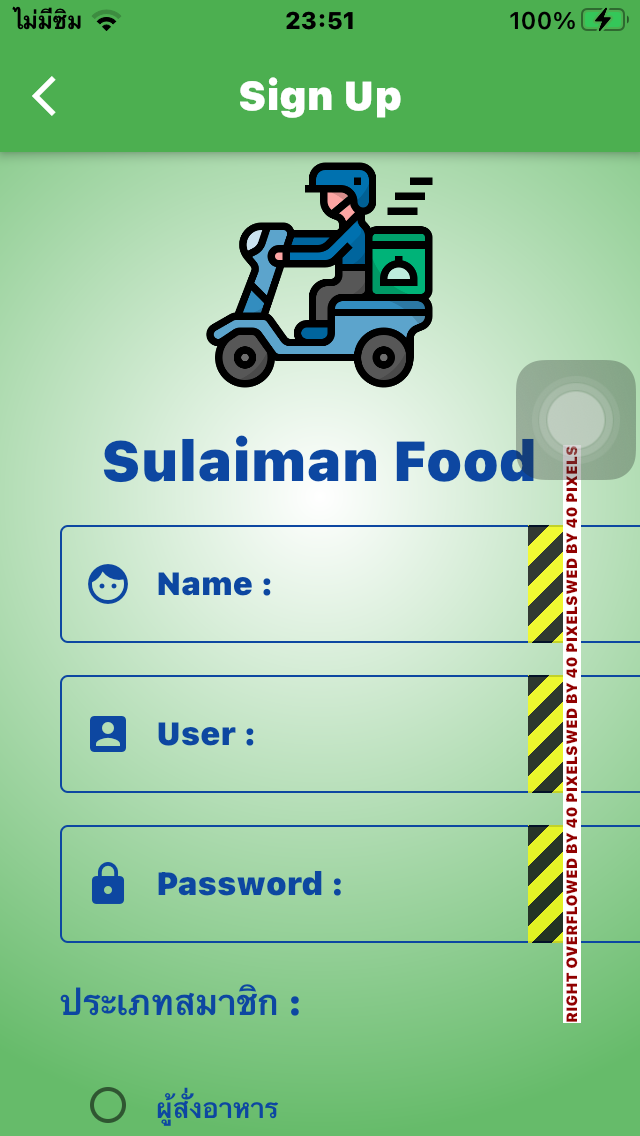 ไม่มีซิม
23:51
100%
Sign Up
Sulaiman Food
Name :
User :
Password :
RIGHT OVERFLOWED BY 40 PIXELSWED BY 40 PIXELSWED BY 40 PIXELS
ประเภทสมาชิก :
ผู้สั่งอาหาร